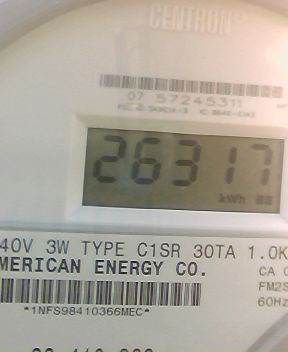 CENTRON®
07 57245311
26317
kWh
40V 3W TYPE C1SR 30TA 1.0K
MERICAN ENERGY CO.
CA
FM2S
60Hz
*1NFS98410366MEC*